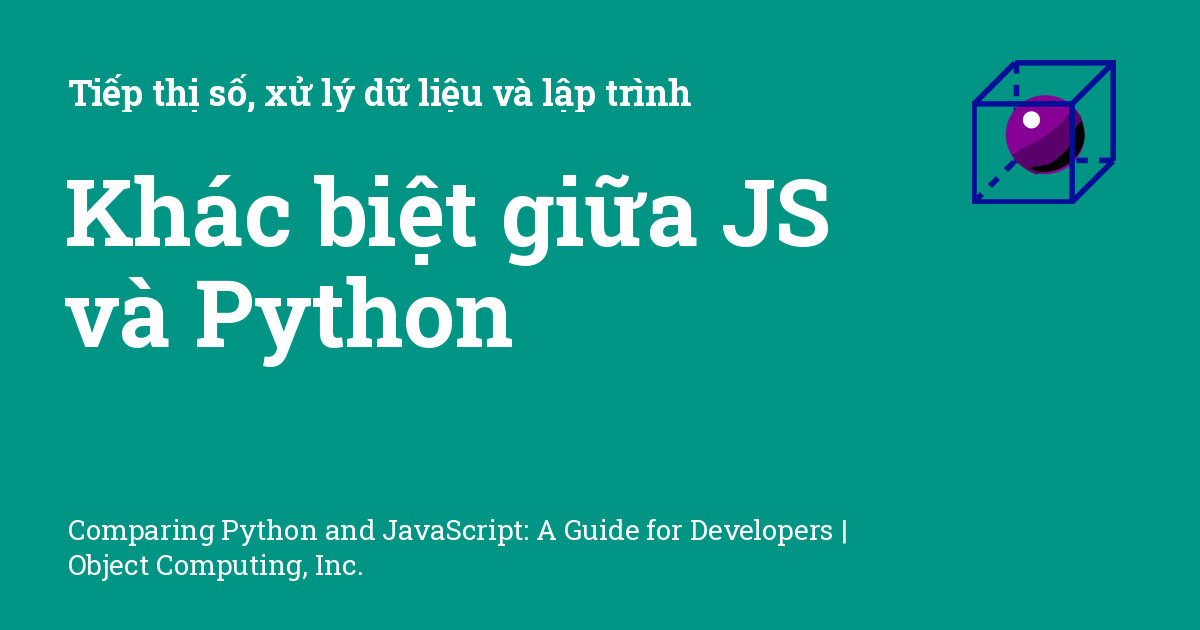 Tiếp thị số, xử lý dữ liệu và lập trình
Khác biệt giữa JS
và Python
Comparing Python and JavaScript: A Guide for Developers |
Object Computing, Inc.